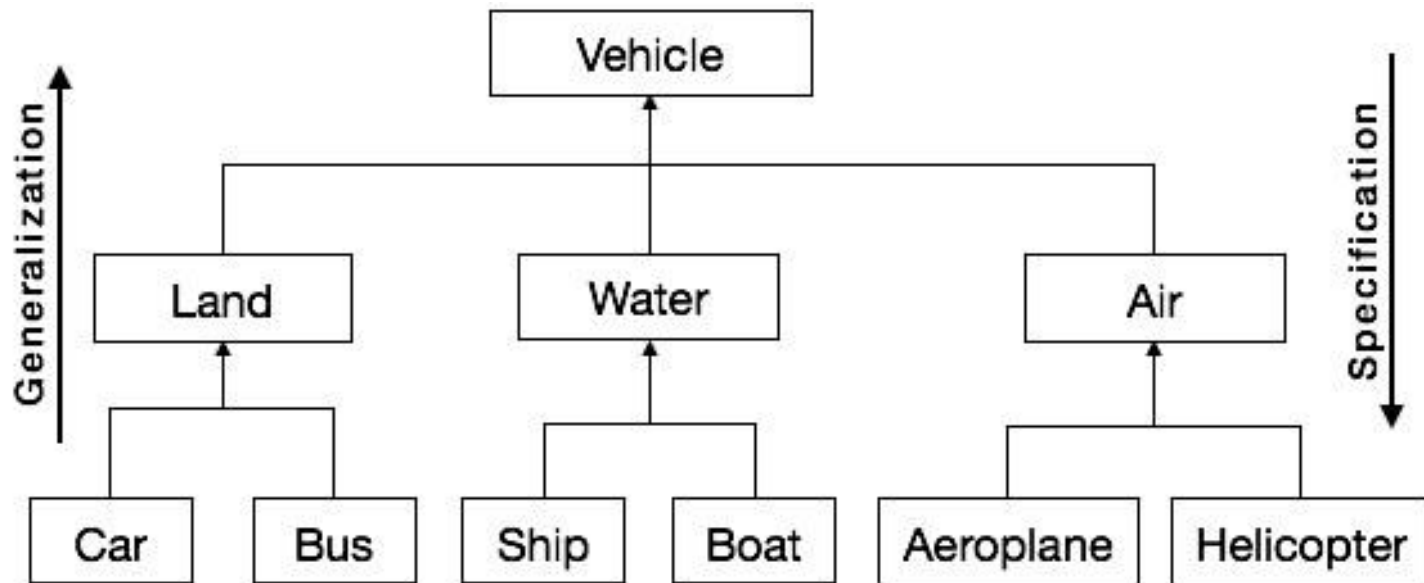 Vehicle
Generalization
Specification
Land
Water
Air
Car
Bus
Ship
Boat
Aeroplane
Helicopter